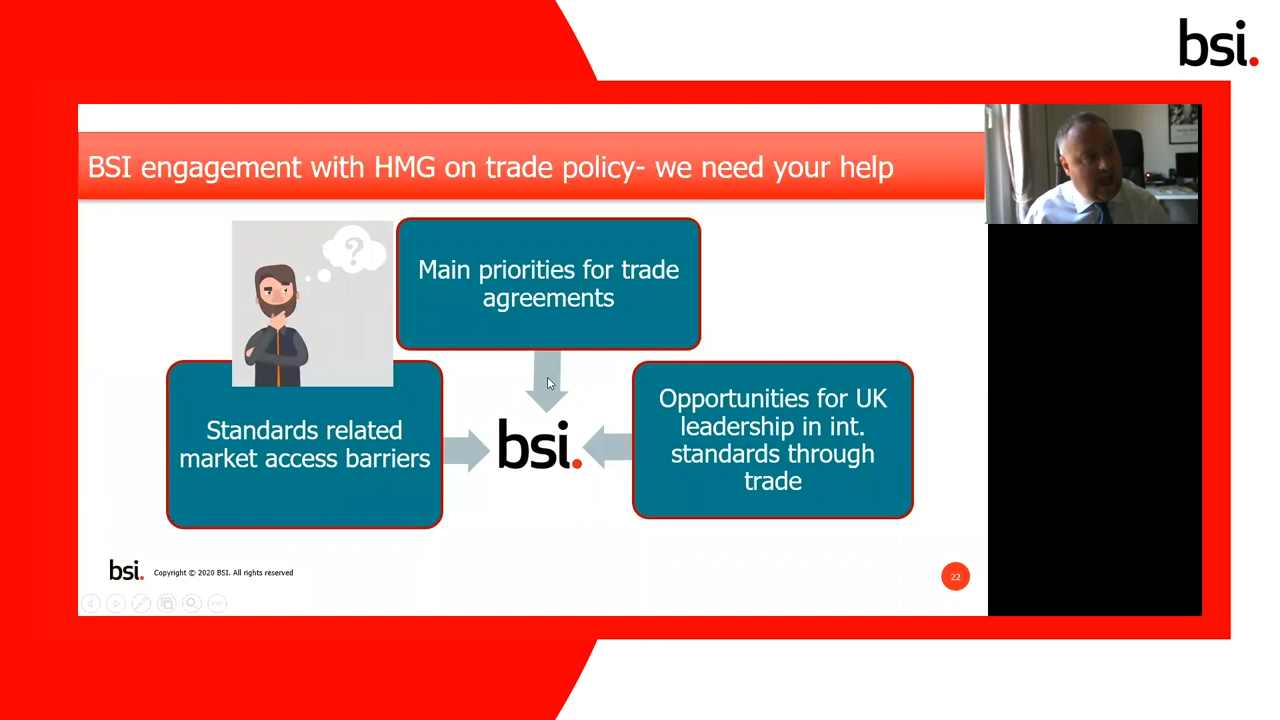 bsi.
BSI engagement with HMG on trade policy- we need your help
?
Main priorities for trade
agreements
Standards related
market access barriers
bsi.
Opportunities for UK
leadership in int.
standards through
trade
bsi. Copyright © 2020 BSI. All rights reserved
22